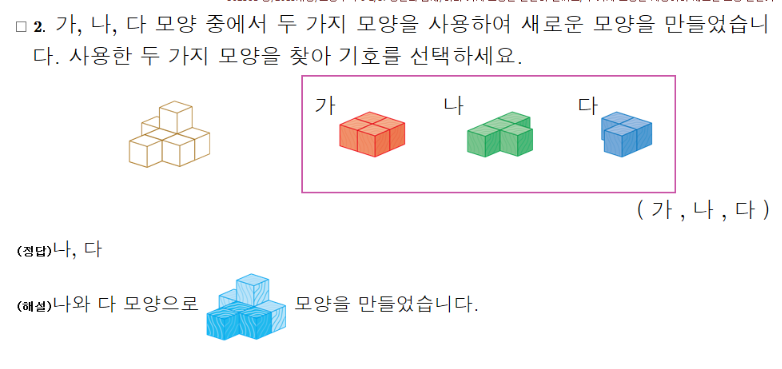 □ 2. 가, 나, 다 모양 중에서 두 가지 모양을 사용하여 새로운 모양을 만들었습니
다. 사용한 두 가지 모양을 찾아 기호를 선택하세요.
가 나 다
( 가 , 나 , 다 )
(정답)나, 다
(해설)나와 다 모양으로 모양을 만들었습니다.